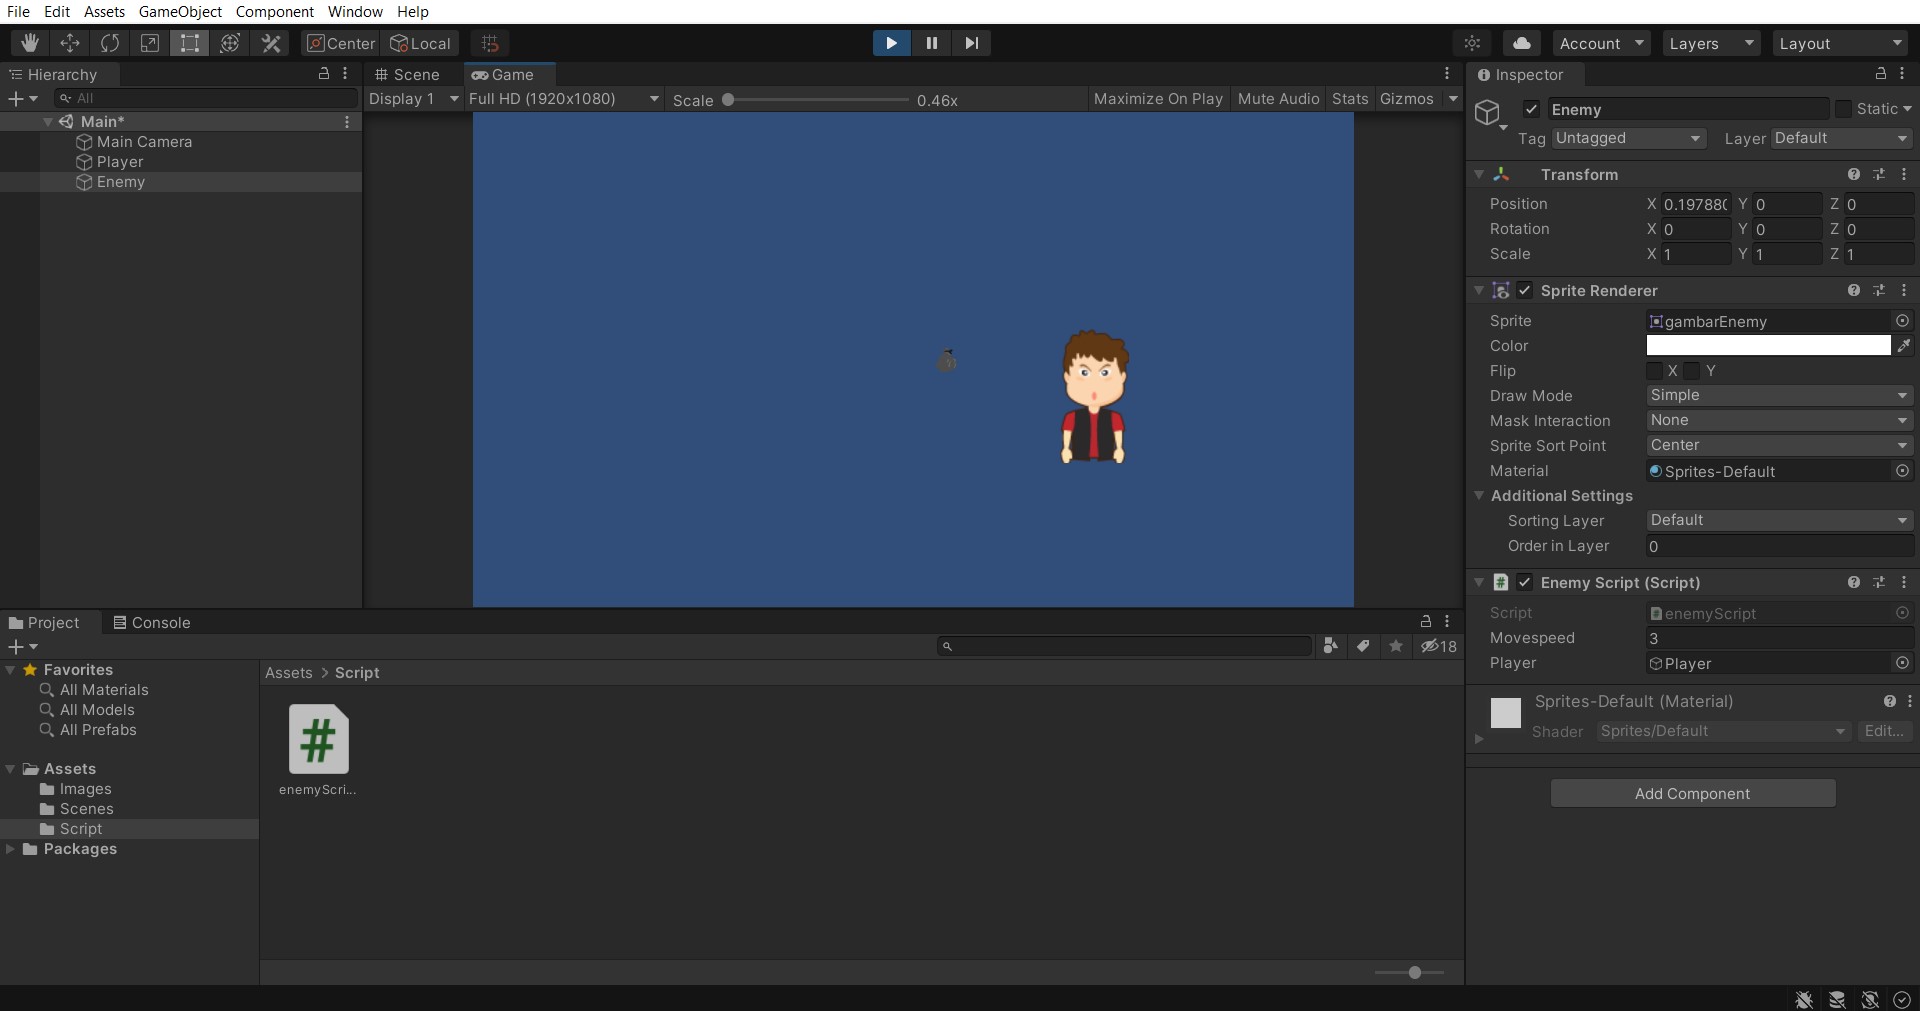 File Edit Assets GameObject Component Window Help
Center Local Account Layers Layout
Hierarchy
All
Main*
Main Camera
Player
Enemy
Scene Game
Display 1 Full HD (1920x1080) Scale 0.46x Maximize On Play Mute Audio Stats Gizmos
Inspector
Enemy Static
Tag Untagged Layer Default
Transform
Position X 0.19788( Y 0 Z 0
Rotation X 0 Y 0 Z 0
Scale X 1 Y 1 Z 1
Sprite Renderer
Sprite gambarEnemy
Color
Flip X Y
Draw Mode Simple
Mask Interaction None
Sprite Sort Point Center
Material Sprites-Default
Additional Settings
Sorting Layer Default
Order in Layer 0
# Enemy Script (Script)
Script enemyScript
Movespeed 3
Player Player
Sprites-Default (Material)
Shader Sprites/Default Edit...
Add Component
Project Console
18
Favorites
All Materials
All Models
All Prefabs
Assets
Images
Scenes
Script
Packages
Assets > Script
#
enemyScri...